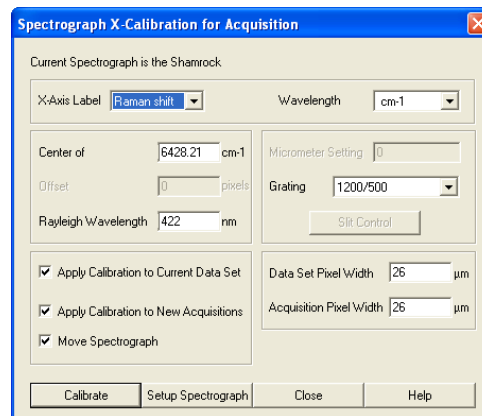 Spectrograph X-Calibration for Acquisition
Current Spectrograph is the Shamrock
X-Axis Label Raman shift Wavelength cm-1
Center of 6428.21 cm-1 Micrometer Setting 0
Offset 0 pixels Grating 1200/500
Rayleigh Wavelength 422 nm Slit Control
Apply Calibration to Current Data Set Data Set Pixel Width 26 µm
Apply Calibration to New Acquisitions Acquisition Pixel Width 26 µm
Move Spectrograph
Calibrate Setup Spectrograph Close Help